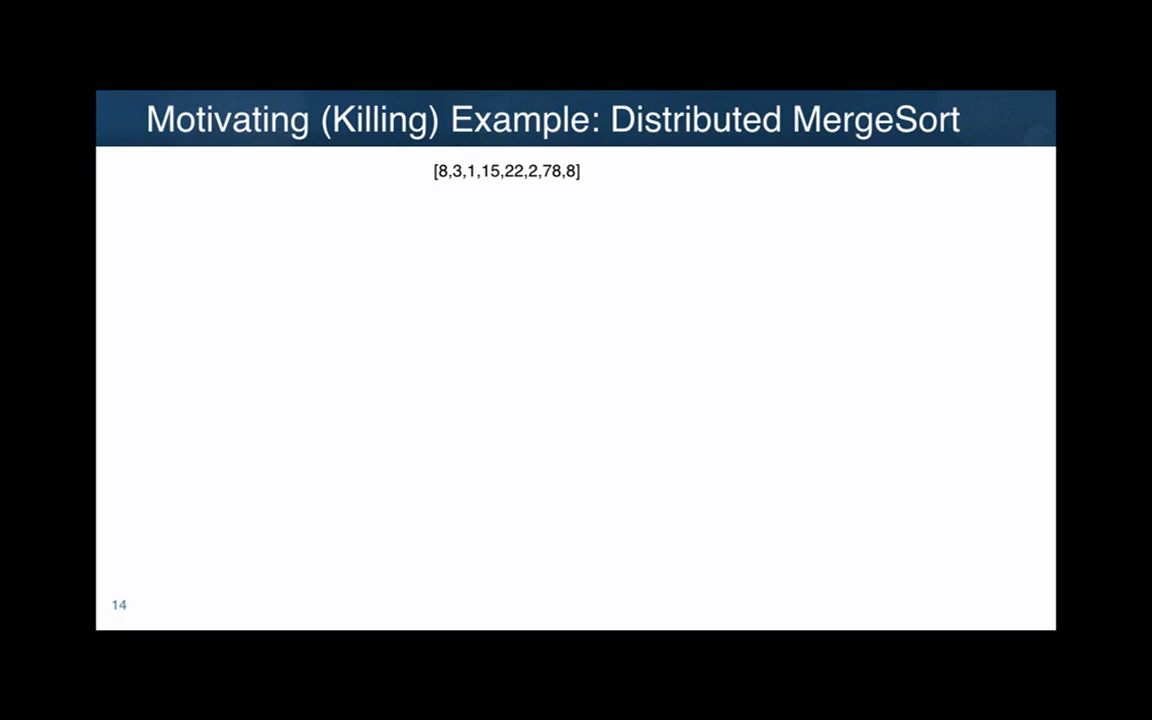 Motivating (Killing) Example: Distributed MergeSort
[8,3,1,15,22,2,78,8]
14